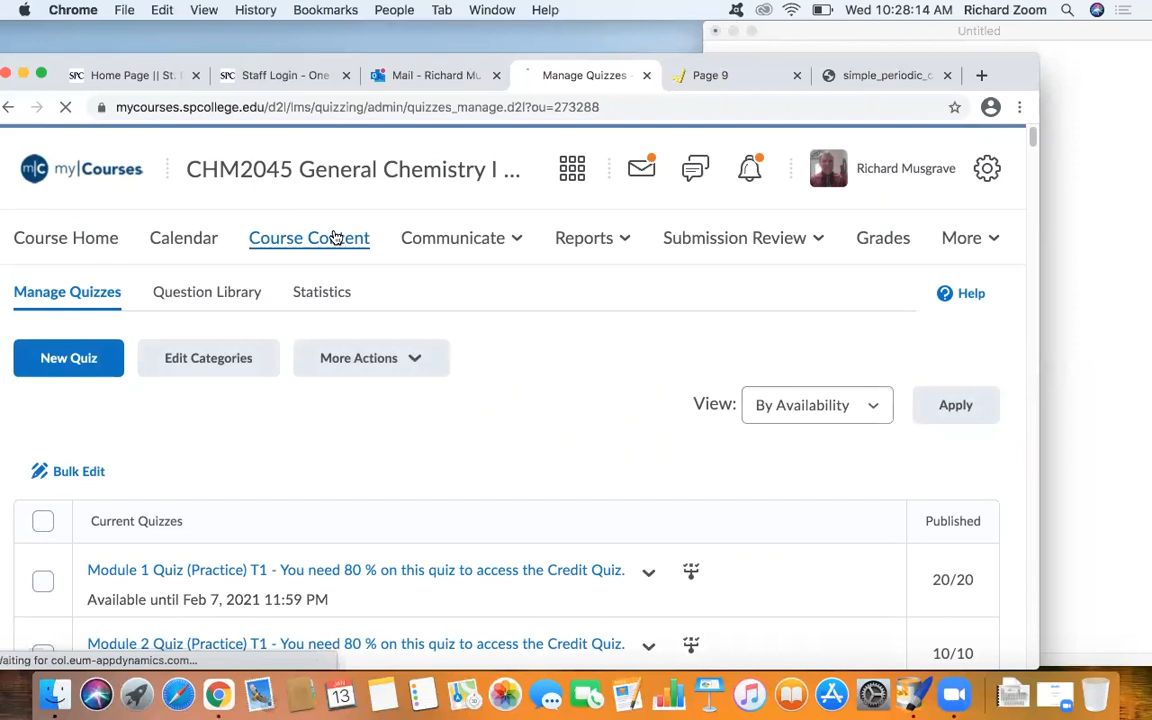 Chrome File Edit View History Bookmarks People Tab Window Help Wed 10:28:14 AM Richard Zoom
Untitled
SPC Home Page || St. SPC Staff Login - One Mail - Richard Mu Manage Quizzes - Page 9 simple_periodic_c
mycourses.spcollege.edu/d2l/lms/quizzing/admin/quizzes_manage.d2l?ou=273288
m|C my|Courses CHM2045 General Chemistry I ... Richard Musgrave
Course Home Calendar Course Content Communicate Reports Submission Review Grades More
Manage Quizzes Question Library Statistics Help
New Quiz Edit Categories More Actions
View: By Availability Apply
Bulk Edit
Current Quizzes Published
Module 1 Quiz (Practice) T1 - You need 80 % on this quiz to access the Credit Quiz. 20/20
Available until Feb 7, 2021 11:59 PM
Module 2 Quiz (Practice) T1 - You need 80 % on this quiz to access the Credit Quiz. 10/10
aiting for col.eum-appdynamics.com...
JAN
13